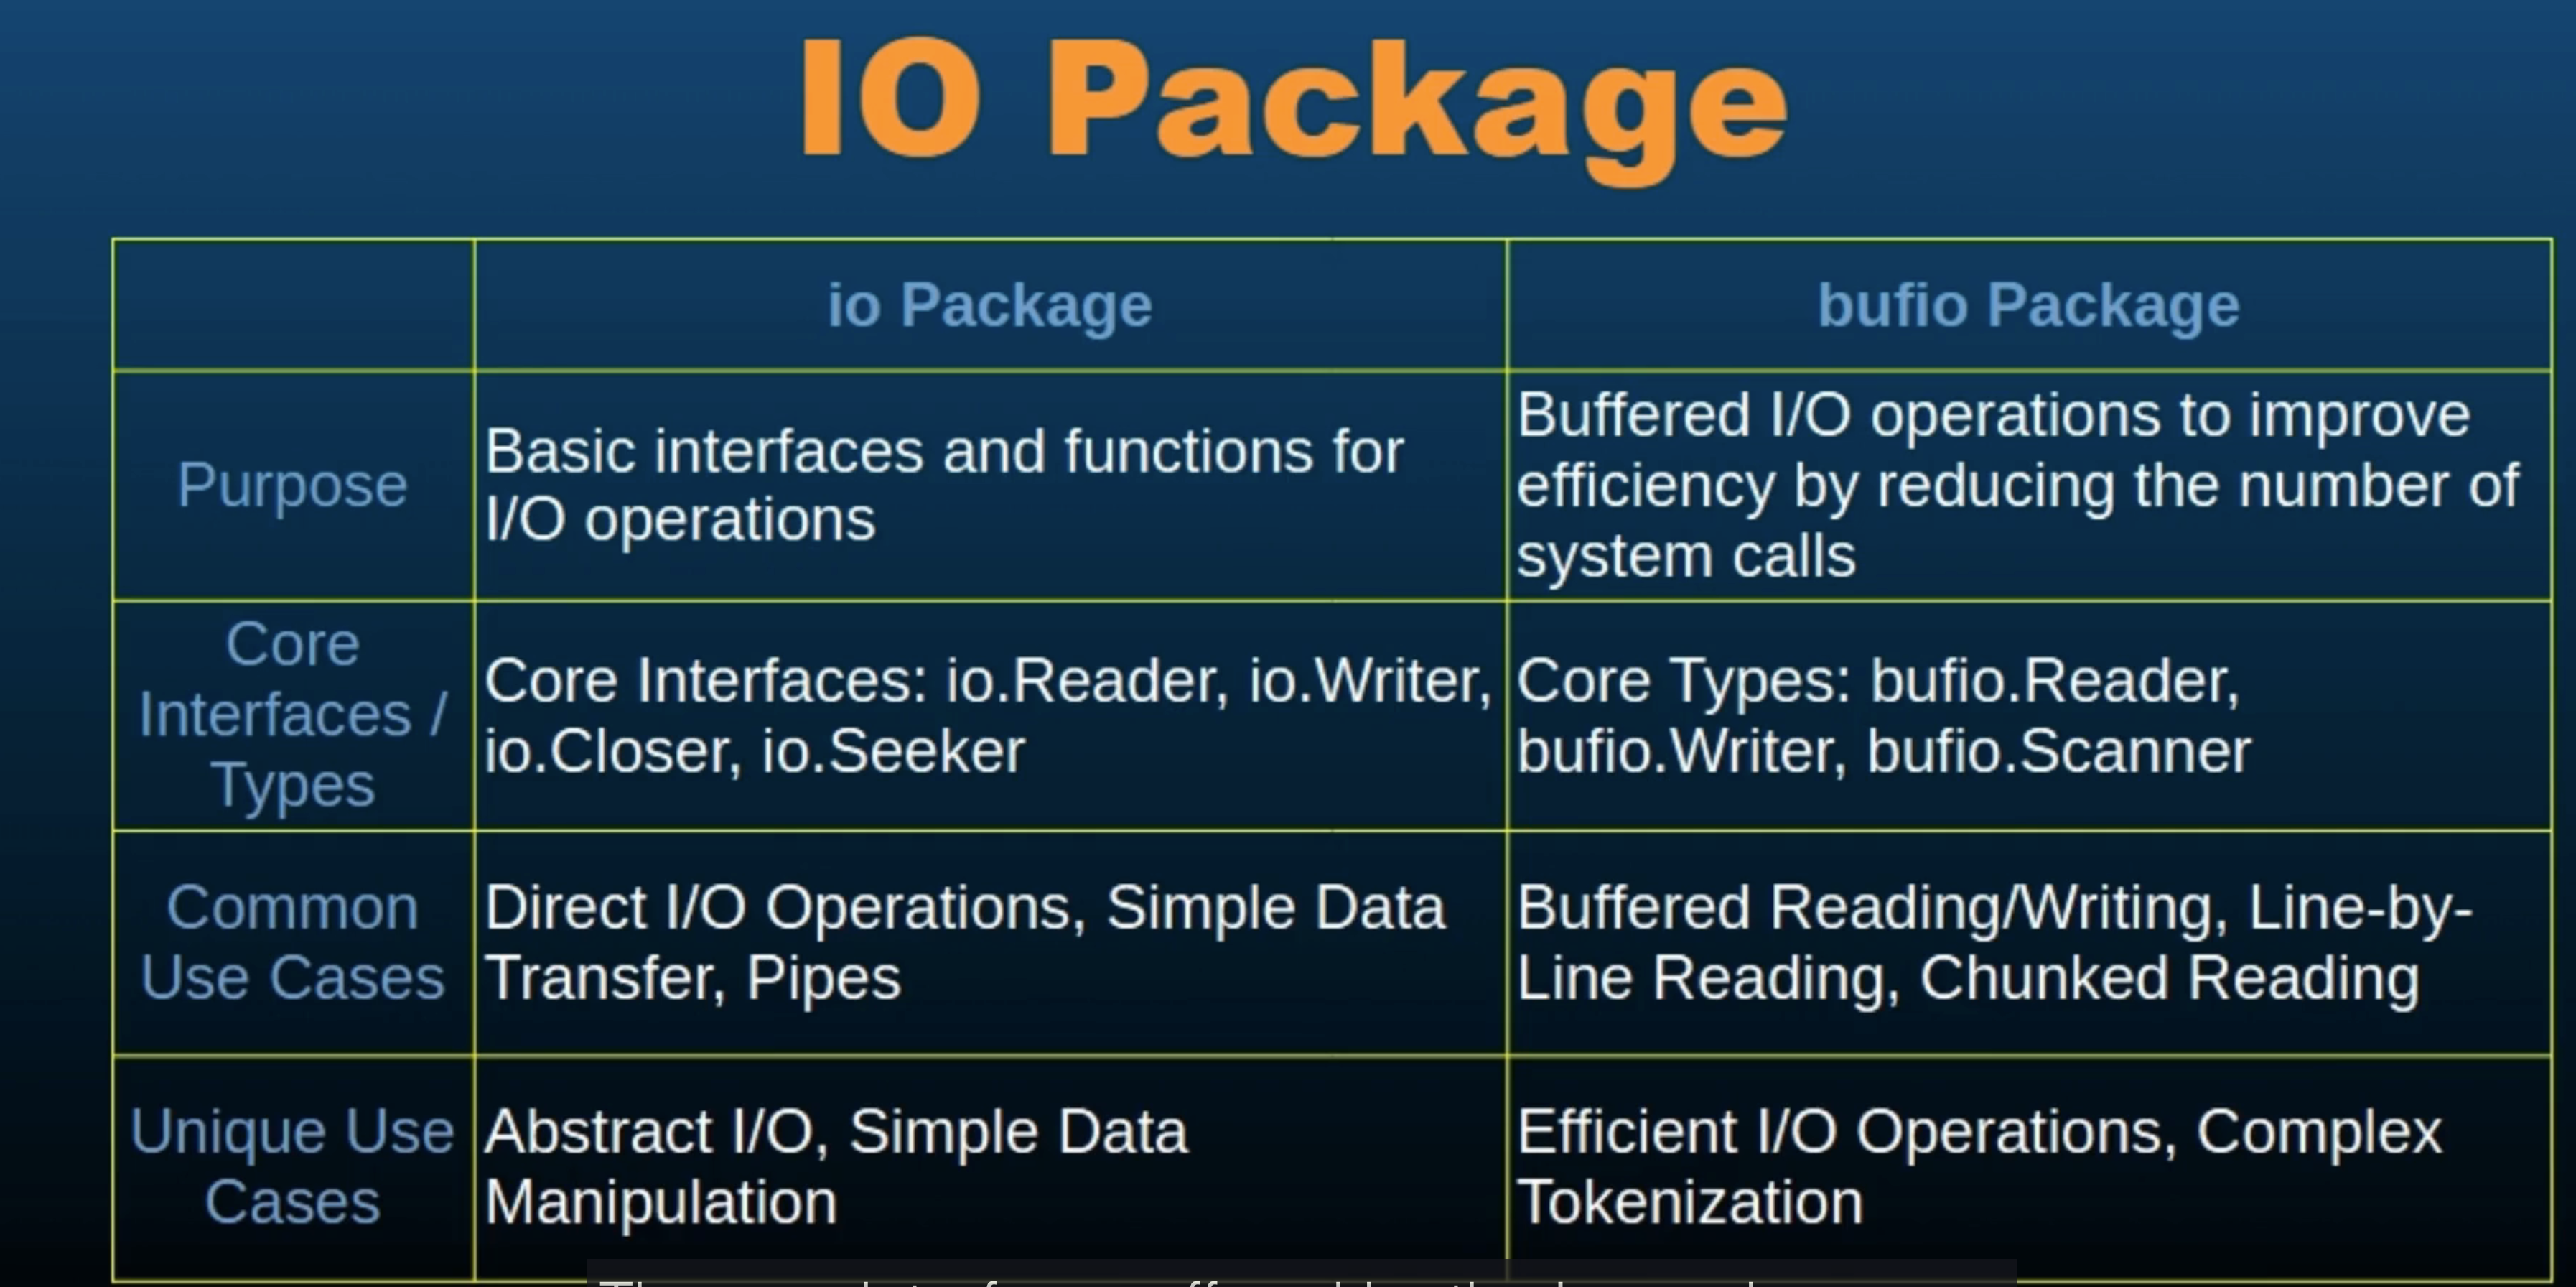 IO Package
io Package
bufio Package
Purpose
Basic interfaces and functions for
I/O operations
Buffered I/O operations to improve
efficiency by reducing the number of
system calls
Core
Interfaces /
Types
Core Interfaces: io.Reader, io.Writer,
io.Closer, io.Seeker
Core Types: bufio.Reader,
bufio.Writer, bufio.Scanner
Common
Use Cases
Direct I/O Operations, Simple Data
Transfer, Pipes
Buffered Reading/Writing, Line-by-
Line Reading, Chunked Reading
Unique Use
Cases
Abstract I/O, Simple Data
Manipulation
Efficient I/O Operations, Complex
Tokenization